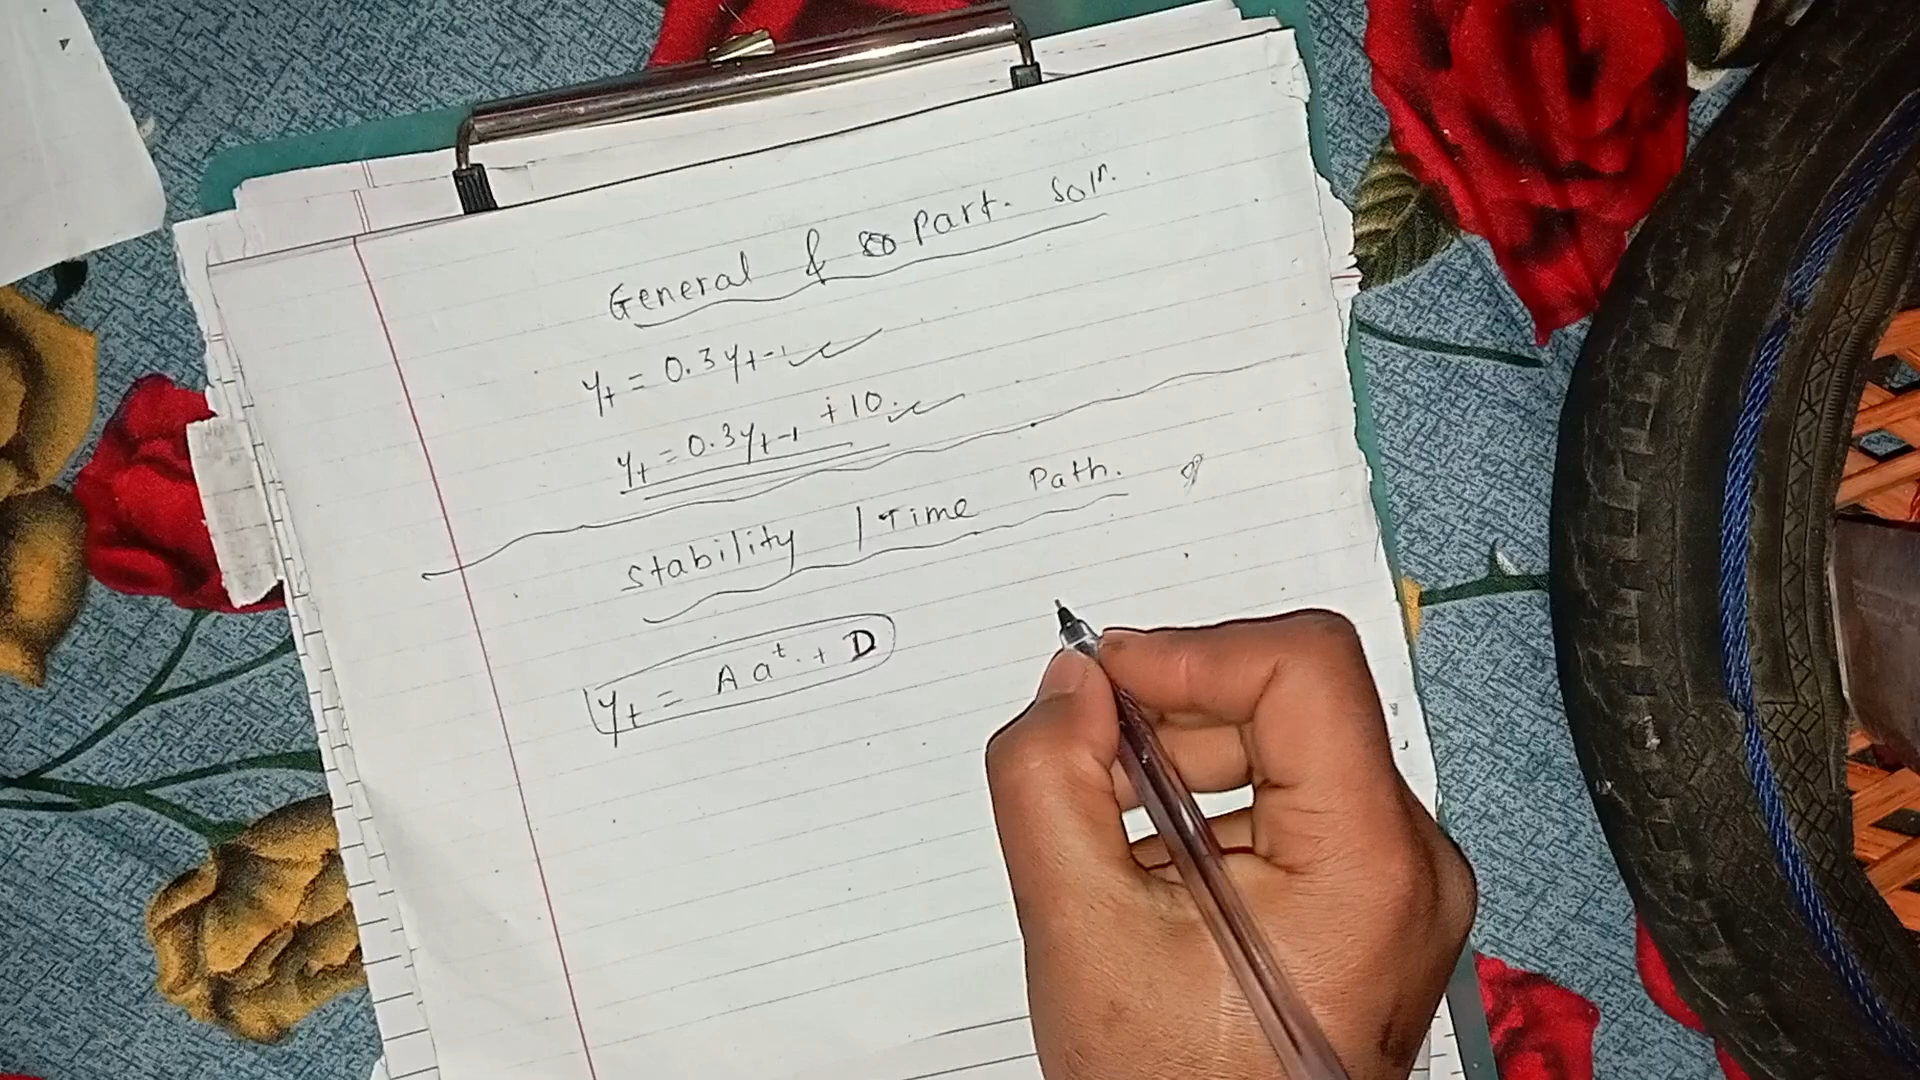 General & Part. Soln.
yt = 0.3yt-1
yt = 0.3yt-1 + 10.
Stability / Time Path.
yt = Aa^t + D